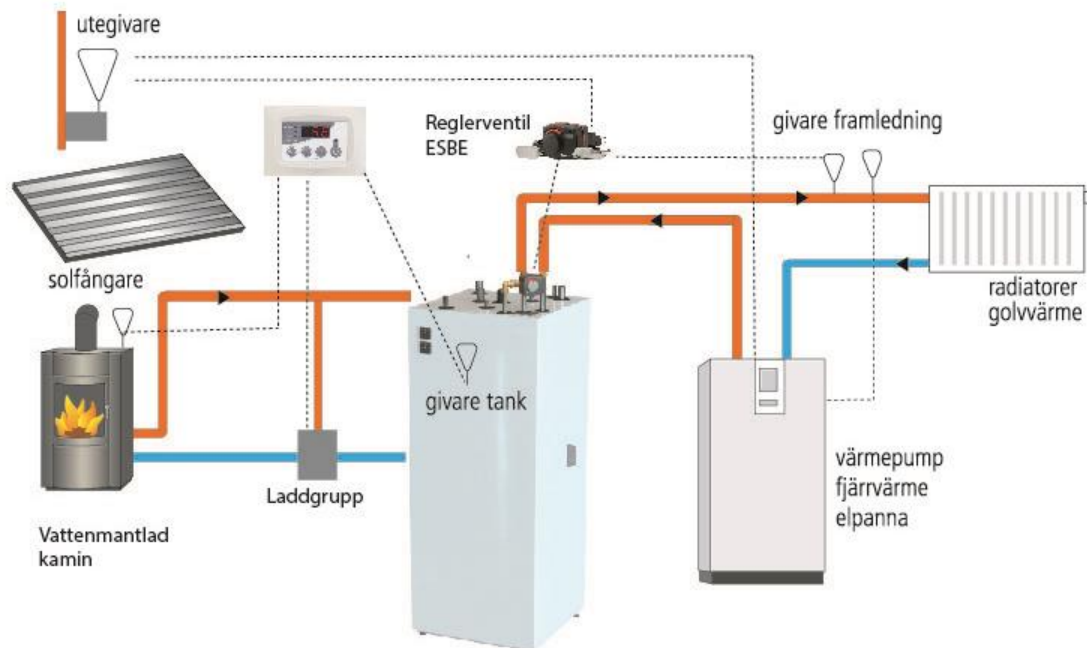 utegivare
Reglerventil
ESBE
givare framledning
solfångare
radiatorer
golvvärme
givare tank
värmepump
fjärrvärme
elpanna
Laddgrupp
Vattenmantlad
kamin